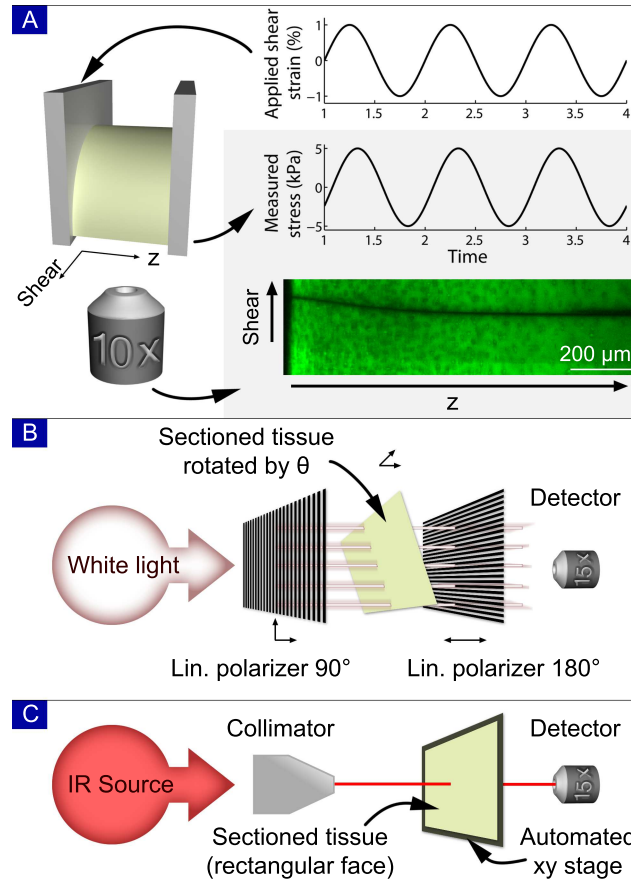 A
Applied shear
strain (%)
1
0
−1
1 1.5 2 2.5 3 3.5 4
Measured
stress (kPa)
5
0
−5
1 1.5 2 2.5 3 3.5 4
Time
Shear
z
10x
Shear
200 µm
z
B
Sectioned tissue
rotated by θ
Detector
White light
15x
Lin. polarizer 90°
Lin. polarizer 180°
C
Collimator
Detector
IR Source
15x
Sectioned tissue
(rectangular face)
Automated
xy stage